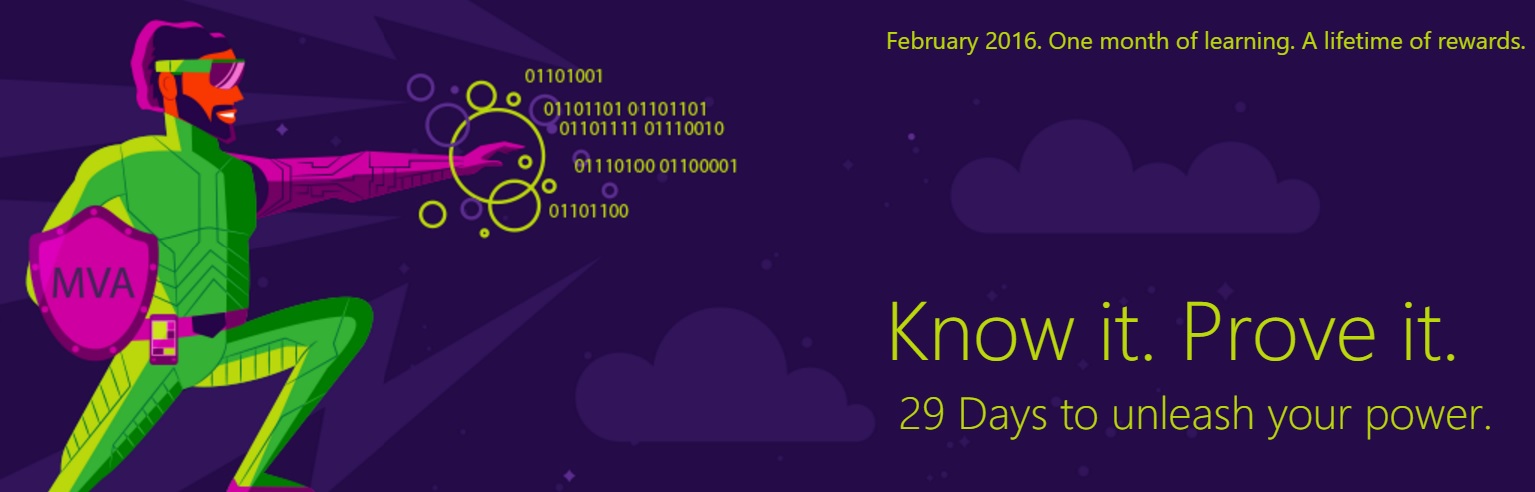 February 2016. One month of learning. A lifetime of rewards.
01101001
01101101 01101101
01101111 01110010
01110100 01100001
01101100
MVA
Know it. Prove it.
29 Days to unleash your power.